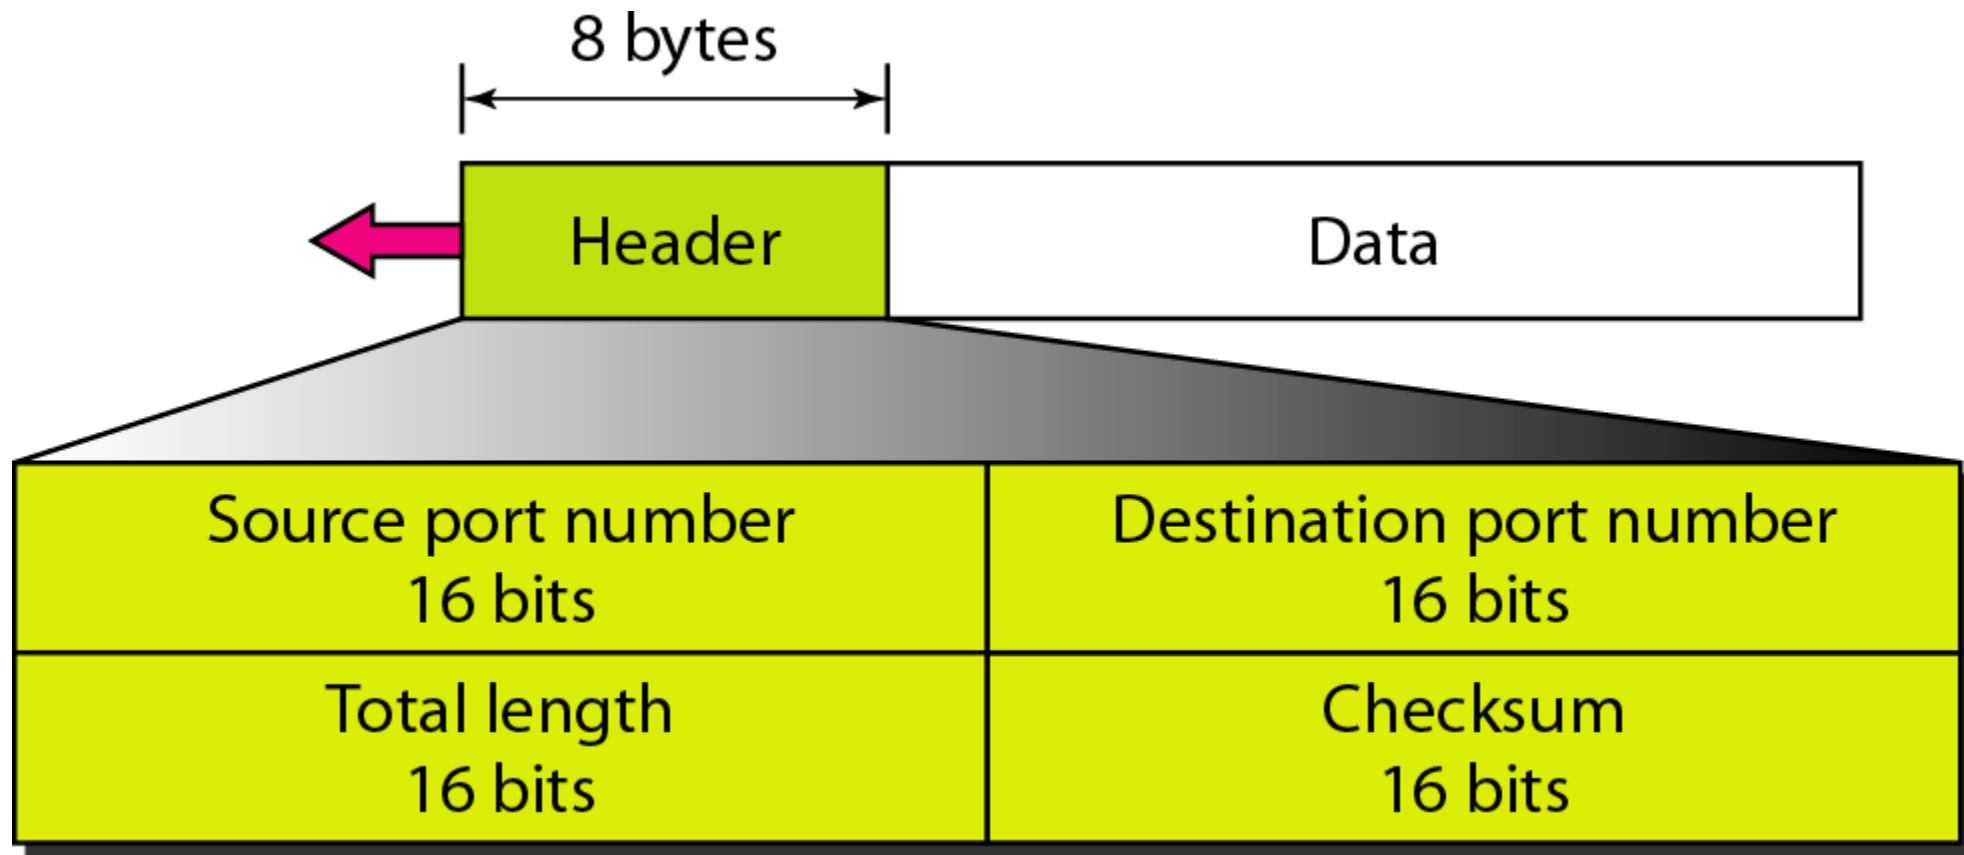 8 bytes
Header
Data
Source port number
16 bits
Destination port number
16 bits
Total length
16 bits
Checksum
16 bits